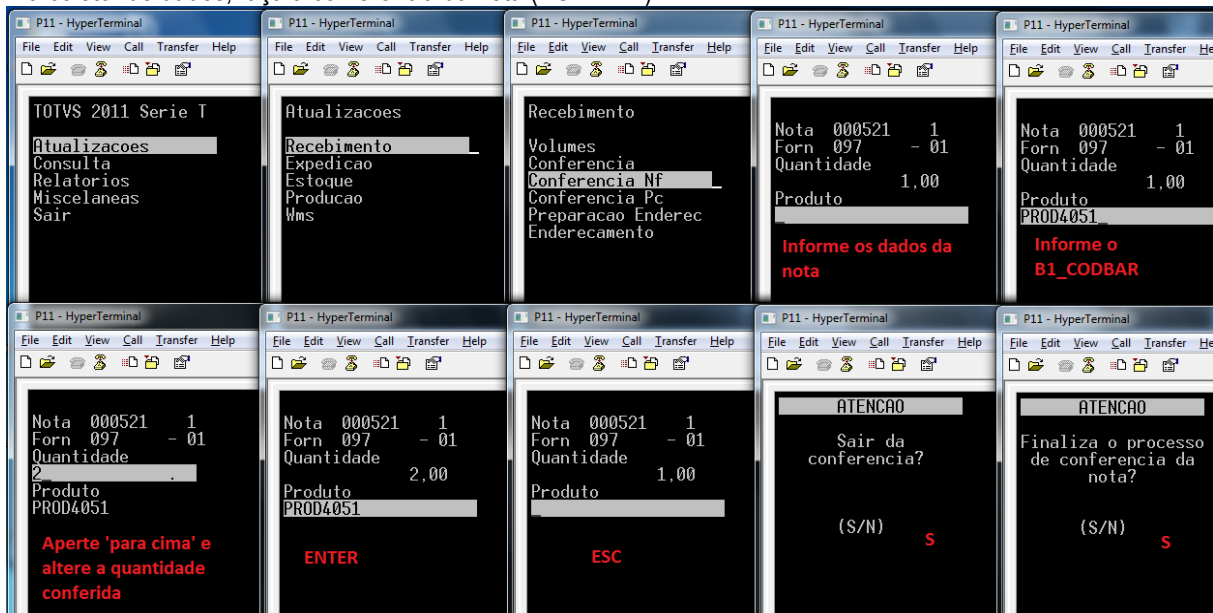 P11 - HyperTerminal
File Edit View Call Transfer Help
TOTVS 2011 Serie T
Atualizacoes
Consulta
Relatorios
Miscelaneas
Sair
P11 - HyperTerminal
File Edit View Call Transfer Help
Atualizacoes
Recebimento
Expedicao
Estoque
Producao
Wms
P11 - HyperTerminal
File Edit View Call Transfer Help
Recebimento
Volumes
Conferencia
Conferencia Nf
Conferencia Pc
Preparacao Enderec
Enderecamento
P11 - HyperTerminal
File Edit View Call Transfer Help
Nota 000521 1
Forn 097 - 01
Quantidade
1,00
Produto
Informe os dados da
nota
P11 - HyperTerminal
File Edit View Call Transfer He
Nota 000521 1
Forn 097 - 01
Quantidade
1,00
Produto
PROD4051_
Informe o
B1_CODBAR
P11 - HyperTerminal
File Edit View Call Transfer Help
Nota 000521 1
Forn 097 - 01
Quantidade
2_ .
Produto
PROD4051
Aperte 'para cima' e
altere a quantidade
conferida
P11 - HyperTerminal
File Edit View Call Transfer Help
Nota 000521 1
Forn 097 - 01
Quantidade
2,00
Produto
PROD4051
ENTER
P11 - HyperTerminal
File Edit View Call Transfer Help
Nota 000521 1
Forn 097 - 01
Quantidade
1,00
Produto
ESC
P11 - HyperTerminal
File Edit View Call Transfer Help
ATENCAO
Sair da
conferencia?
(S/N)
S
P11 - HyperTerminal
File Edit View Call Transfer He
ATENCAO
Finaliza o processo
de conferencia da
nota?
(S/N)
S